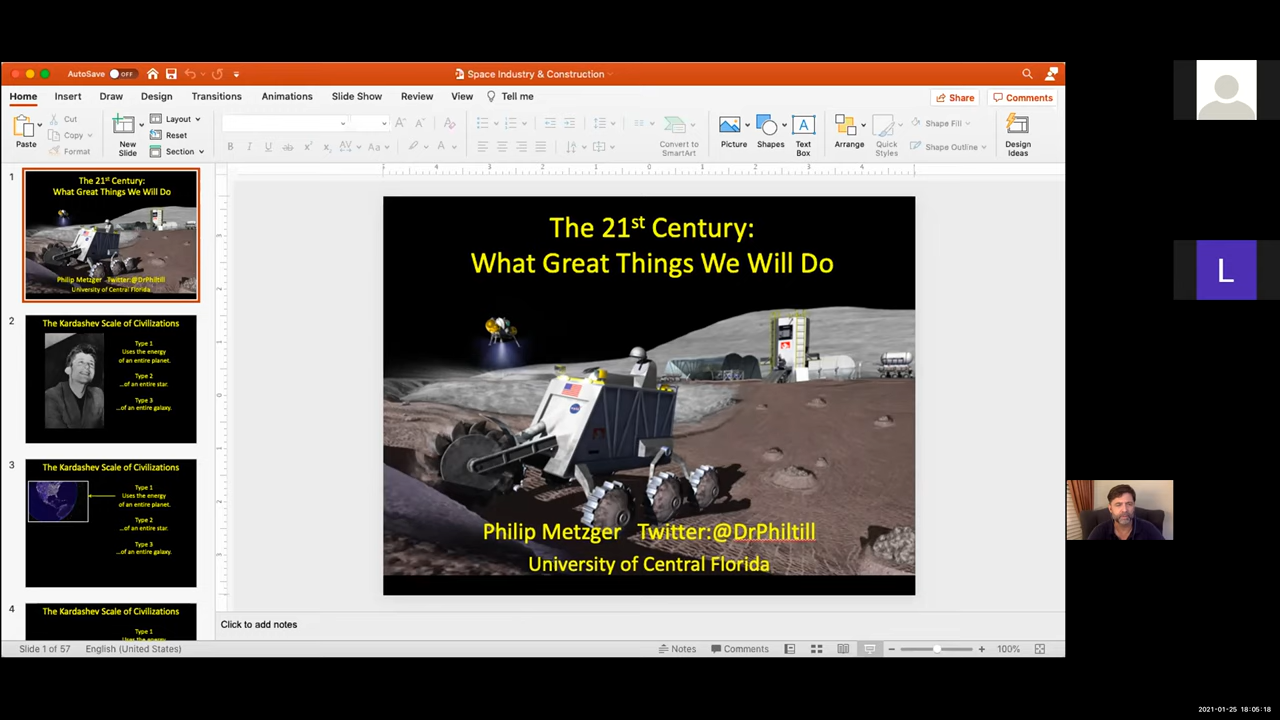 AutoSave OFF
Space Industry & Construction
Home Insert Draw Design Transitions Animations Slide Show Review View Tell me Share Comments
Paste
Cut
Copy
Format
New Slide
Layout
Reset
Section
Convert to SmartArt
Picture
Shapes
Text Box
Arrange
Quick Styles
Shape Fill
Shape Outline
Design Ideas
1
The 21st Century:
What Great Things We Will Do
Philip Metzger Twitter:@DrPhiltill
University of Central Florida
2
The Kardashev Scale of Civilizations
Type 1
Uses the energy
of an entire planet.
Type 2
...of an entire star.
Type 3
...of an entire galaxy.
3
The Kardashev Scale of Civilizations
Type 1
Uses the energy
of an entire planet.
Type 2
...of an entire star.
Type 3
...of an entire galaxy.
4
The Kardashev Scale of Civilizations
Type 1
Uses the energy
The 21st Century:
What Great Things We Will Do
Philip Metzger Twitter:@DrPhiltill
University of Central Florida
Click to add notes
Slide 1 of 57 English (United States) Notes Comments 100%
L
2021-01-25 18:05:18